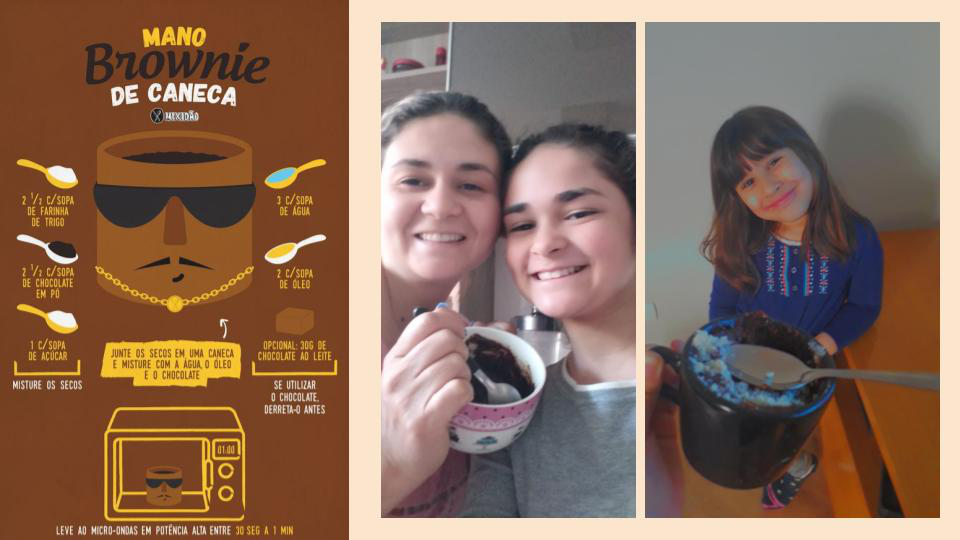 MANO
Brownie
DE CANECA
MEXIDÃO
2 1/2 C/SOPA
DE FARINHA
DE TRIGO
2 1/2 C/SOPA
DE CHOCOLATE
EM PÓ
1 C/SOPA
DE AÇÚCAR
MISTURE OS SECOS
3 C/SOPA
DE ÁGUA
2 C/SOPA
DE ÓLEO
OPCIONAL: 30G DE
CHOCOLATE AO LEITE
SE UTILIZAR
O CHOCOLATE,
DERRETA-O ANTES
JUNTE OS SECOS EM UMA CANECA
E MISTURE COM A ÁGUA, O ÓLEO
E O CHOCOLATE
01:00
LEVE AO MICRO-ONDAS EM POTÊNCIA ALTA ENTRE 30 SEG A 1 MIN